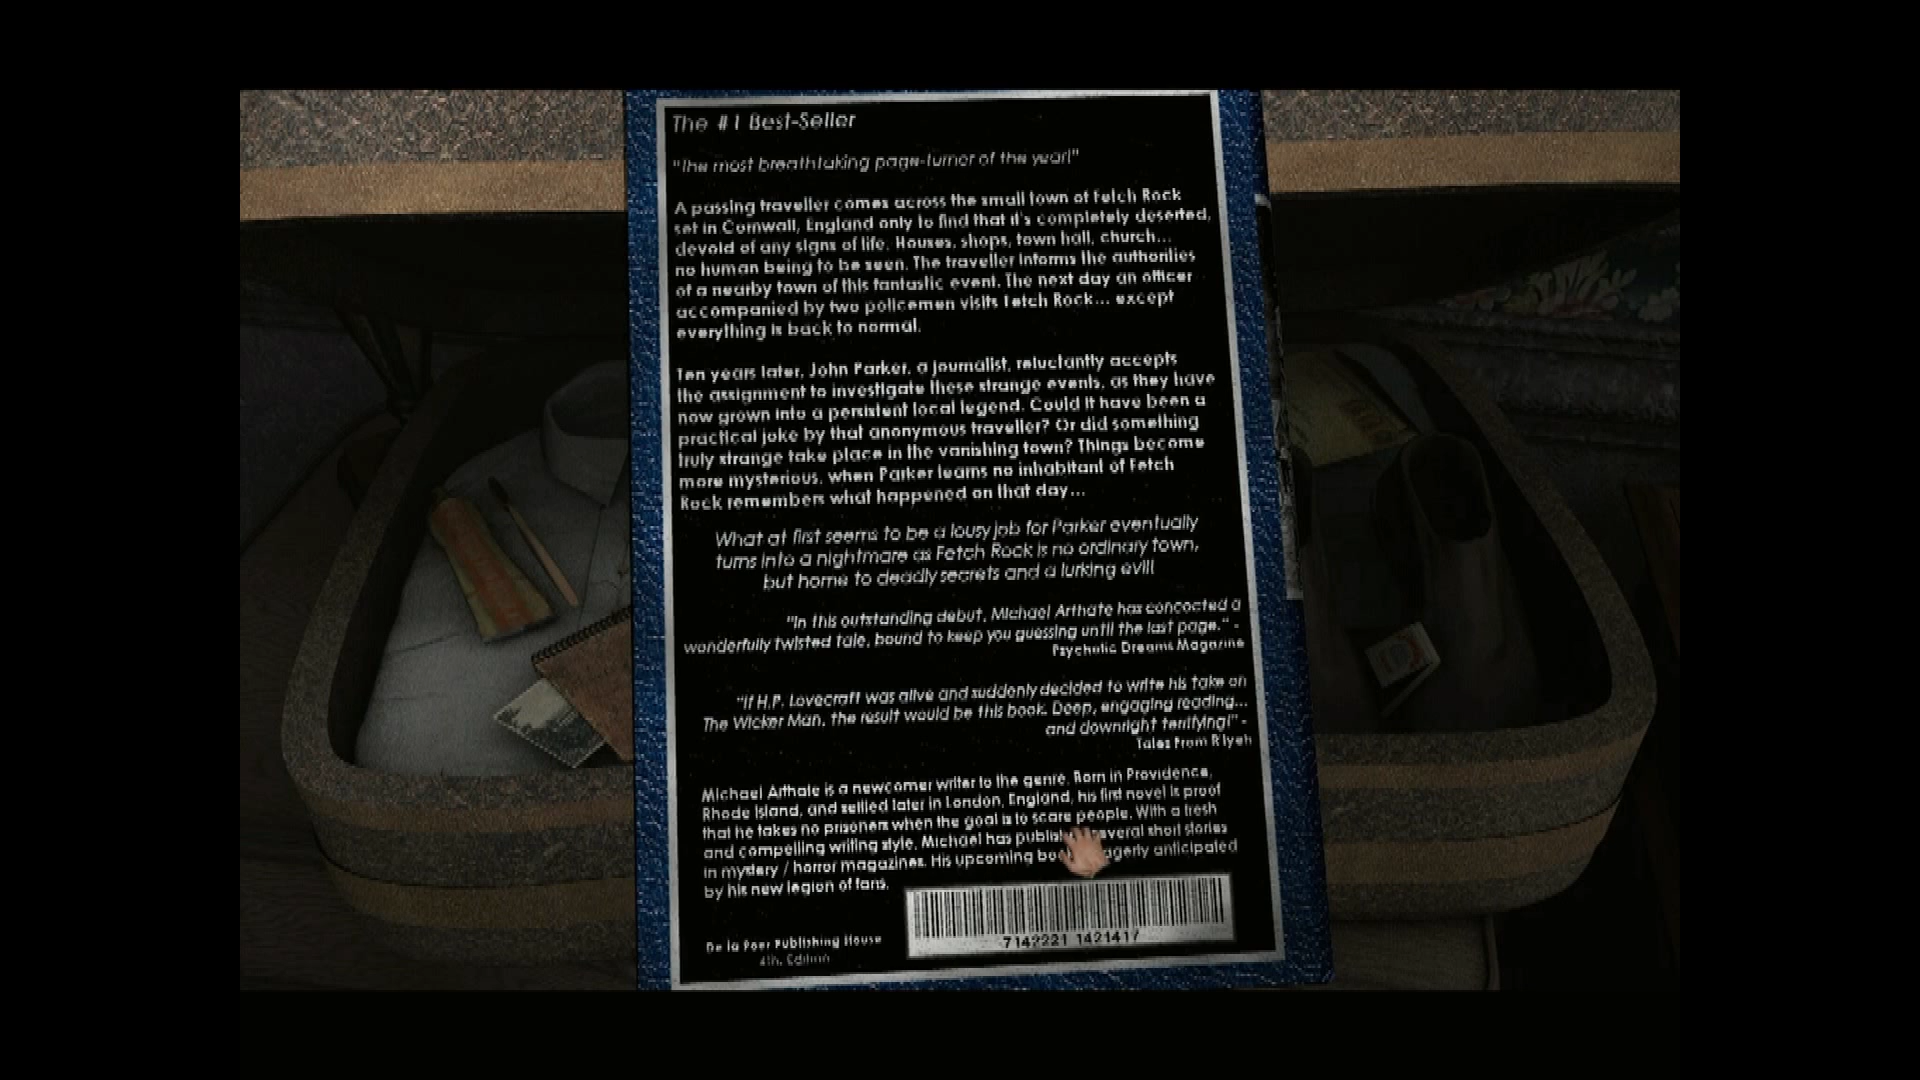 The #1 Best-Seller
"The most breathtaking page-turner of the year!"
A passing traveller comes across the small town of Fetch Rock
set in Cornwall, England only to find that it's completely deserted,
devoid of any signs of life. Houses, shops, town hall, church...
no human being to be seen. The traveller informs the authorities
of a nearby town of this fantastic event. The next day an officer
accompanied by two policemen visits Fetch Rock... except
everything is back to normal.
Ten years later, John Parker, a journalist, reluctantly accepts
the assignment to investigate these strange events, as they have
now grown into a persistent local legend. Could it have been a
practical joke by that anonymous traveller? Or did something
truly strange take place in the vanishing town? Things become
more mysterious, when Parker learns no inhabitant of Fetch
Rock remembers what happened on that day...
What at first seems to be a lousy job for Parker eventually
turns into a nightmare as Fetch Rock is no ordinary town,
but home to deadly secrets and a lurking evil!
"In this outstanding debut, Michael Arthate has concocted a
wonderfully twisted tale, bound to keep you guessing until the last page." -
Psychotic Dreams Magazine
"If H.P. Lovecraft was alive and suddenly decided to write his take on
The Wicker Man, the result would be this book. Deep, engaging reading...
and downright terrifying!" -
Tales From R'lyeh
Michael Arthate is a newcomer writer to the genre. Born in Providence,
Rhode Island, and settled later in London, England, his first novel is proof
that he takes no prisoners when the goal is to scare people. With a fresh
and compelling writing style, Michael has several short stories
in mystery / horror magazines. His upcoming anticipated
by his new legion of fans.
De la Poer Publishing House
4th. Edition
7142221 1421417